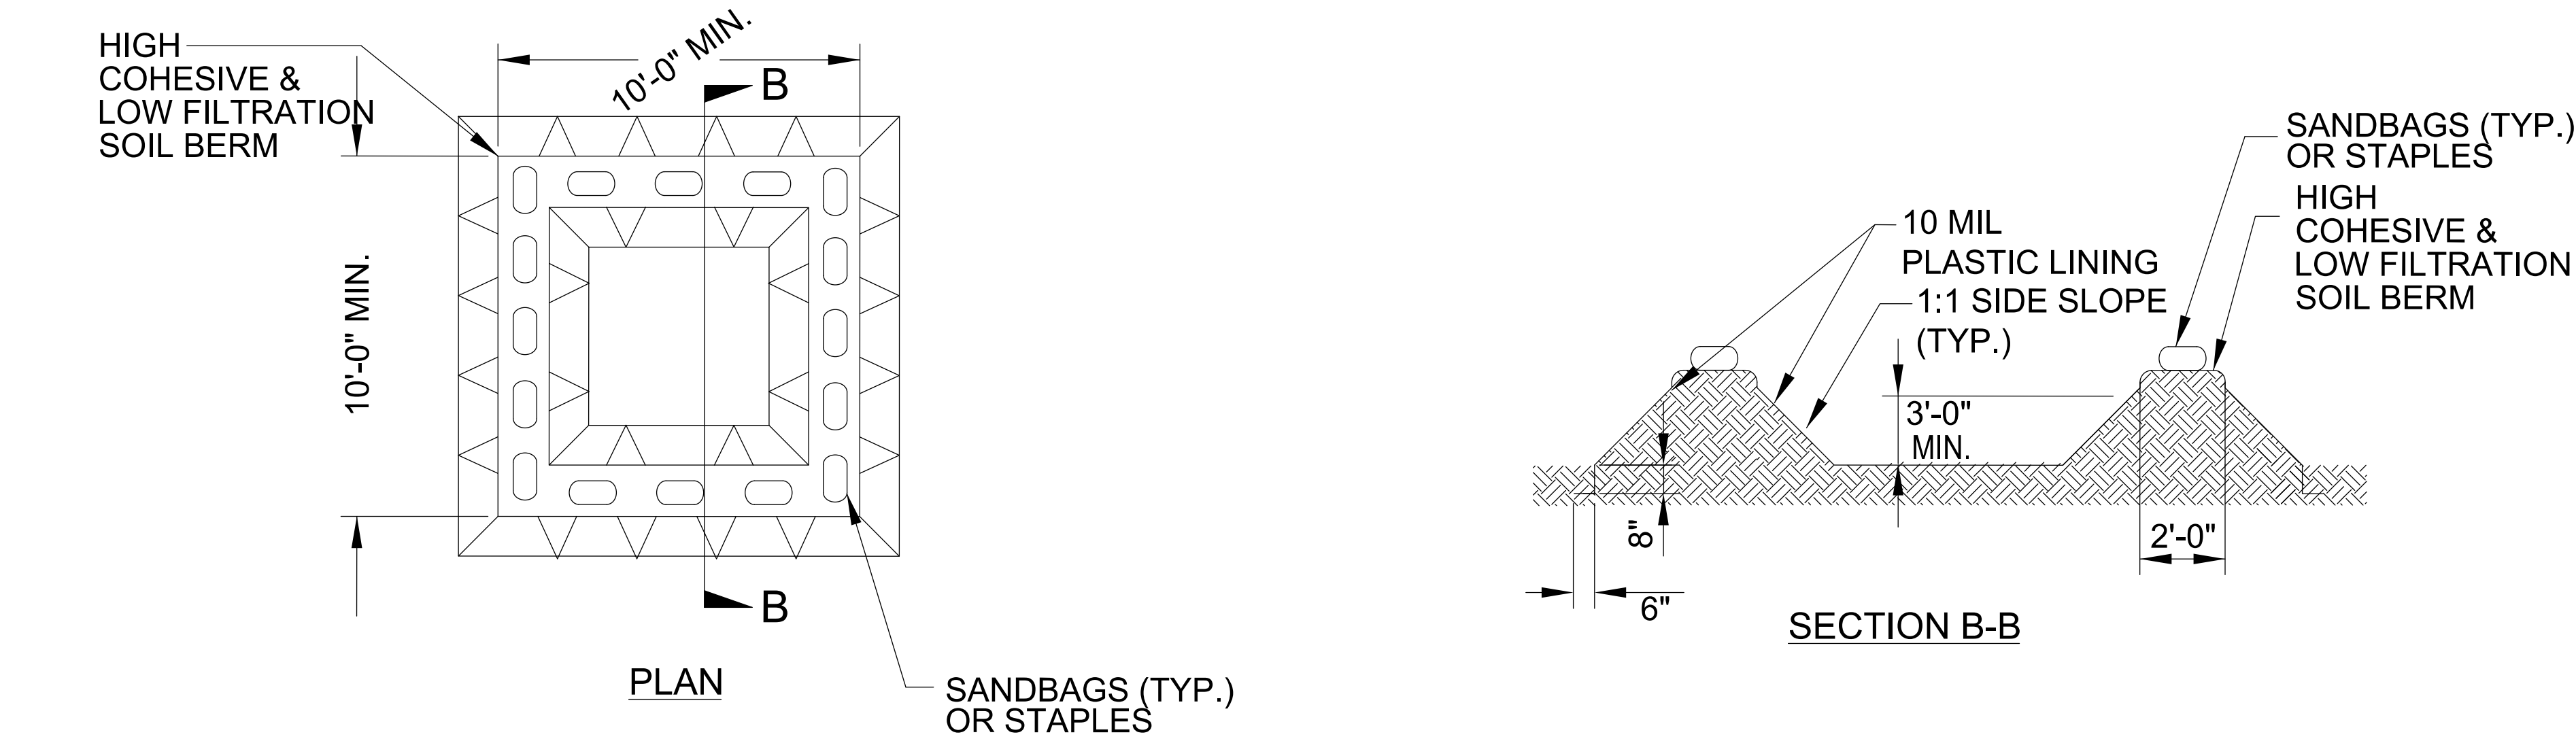 HIGH
COHESIVE &
LOW FILTRATION
SOIL BERM
10'-0" MIN.
B
10'-0" MIN.
B
PLAN
SANDBAGS (TYP.)
OR STAPLES
SANDBAGS (TYP.)
OR STAPLES
HIGH
COHESIVE &
LOW FILTRATION
SOIL BERM
10 MIL
PLASTIC LINING
1:1 SIDE SLOPE
(TYP.)
3'-0"
MIN.
8"
2'-0"
6"
SECTION B-B